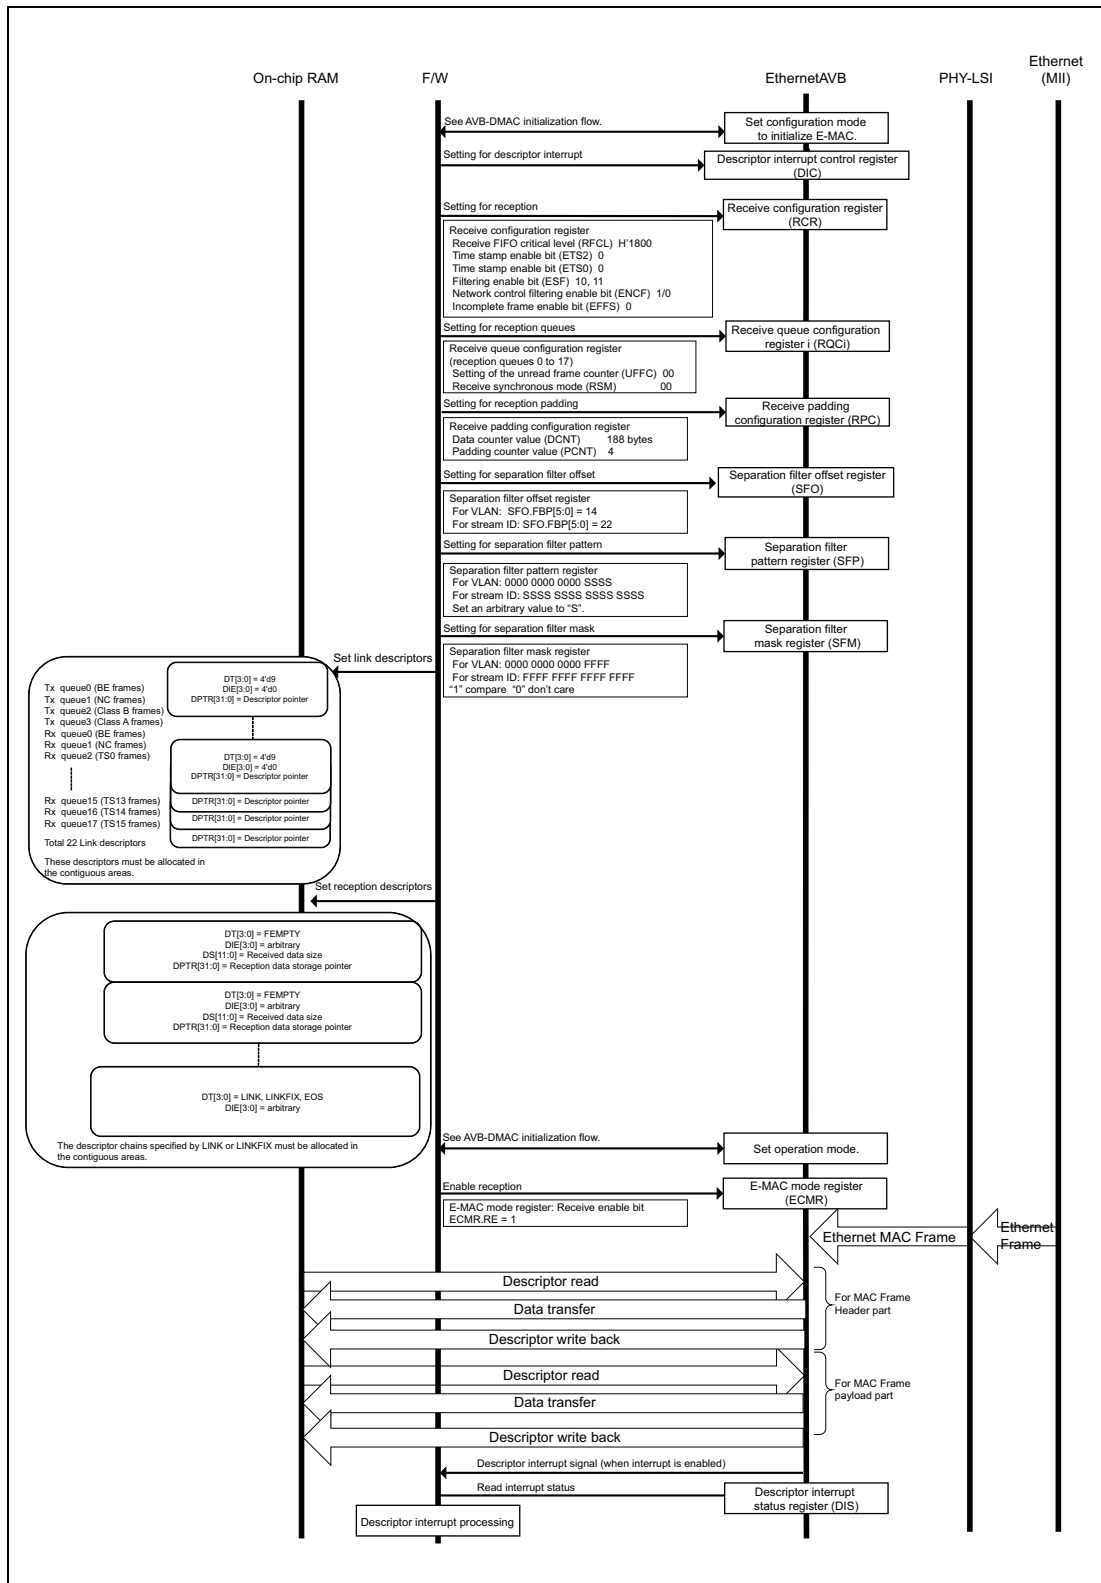 On-chip RAM
F/W
EthernetAVB
PHY-LSI
Ethernet
(MII)
See AVB-DMAC initialization flow.
Set configuration mode
to initialize E-MAC.
Setting for descriptor interrupt
Descriptor interrupt control register
(DIC)
Setting for reception
Receive configuration register
(RCR)
Receive configuration register
Receive FIFO critical level (RFCL) H'1800
Time stamp enable bit (ETS2) 0
Time stamp enable bit (ETS0) 0
Filtering enable bit (ESF) 10, 11
Network control filtering enable bit (ENCF) 1/0
Incomplete frame enable bit (EFFS) 0
Setting for reception queues
Receive queue configuration
register i (RQCi)
Receive queue configuration register
(reception queues 0 to 17)
Setting of the unread frame counter (UFFC) 00
Receive synchronous mode (RSM) 00
Setting for reception padding
Receive padding
configuration register (RPC)
Receive padding configuration register
Data counter value (DCNT) 188 bytes
Padding counter value (PCNT) 4
Setting for separation filter offset
Separation filter offset register
(SFO)
Separation filter offset register
For VLAN: SFO.FBP[5:0] = 14
For stream ID: SFO.FBP[5:0] = 22
Setting for separation filter pattern
Separation filter
pattern register (SFP)
Separation filter pattern register
For VLAN: 0000 0000 0000 SSSS
For stream ID: SSSS SSSS SSSS SSSS
Set an arbitrary value to “S”.
Setting for separation filter mask
Separation filter
mask register (SFM)
Separation filter mask register
For VLAN: 0000 0000 0000 FFFF
For stream ID: FFFF FFFF FFFF FFFF
“1” compare “0” don't care
Set link descriptors
Tx queue0 (BE frames)
Tx queue1 (NC frames)
Tx queue2 (Class B frames)
Tx queue3 (Class A frames)
Rx queue0 (BE frames)
Rx queue1 (NC frames)
Rx queue2 (TS0 frames)
Rx queue15 (TS13 frames)
Rx queue16 (TS14 frames)
Rx queue17 (TS15 frames)
Total 22 Link descriptors
These descriptors must be allocated in
the contiguous areas.
DT[3:0] = 4'd9
DIE[3:0] = 4'd0
DPTR[31:0] = Descriptor pointer
DT[3:0] = 4'd9
DIE[3:0] = 4'd0
DPTR[31:0] = Descriptor pointer
DPTR[31:0] = Descriptor pointer
DPTR[31:0] = Descriptor pointer
DPTR[31:0] = Descriptor pointer
Set reception descriptors
DT[3:0] = FEMPTY
DIE[3:0] = arbitrary
DS[11:0] = Received data size
DPTR[31:0] = Reception data storage pointer
DT[3:0] = FEMPTY
DIE[3:0] = arbitrary
DS[11:0] = Received data size
DPTR[31:0] = Reception data storage pointer
DT[3:0] = LINK, LINKFIX, EOS
DIE[3:0] = arbitrary
The descriptor chains specified by LINK or LINKFIX must be allocated in
the contiguous areas.
See AVB-DMAC initialization flow.
Set operation mode.
Enable reception
E-MAC mode register
(ECMR)
E-MAC mode register: Receive enable bit
ECMR.RE = 1
Ethernet MAC Frame
Ethernet
Frame
Descriptor read
Data transfer
Descriptor write back
For MAC Frame
Header part
Descriptor read
Data transfer
Descriptor write back
For MAC Frame
payload part
Descriptor interrupt signal (when interrupt is enabled)
Read interrupt status
Descriptor interrupt
status register (DIS)
Descriptor interrupt processing